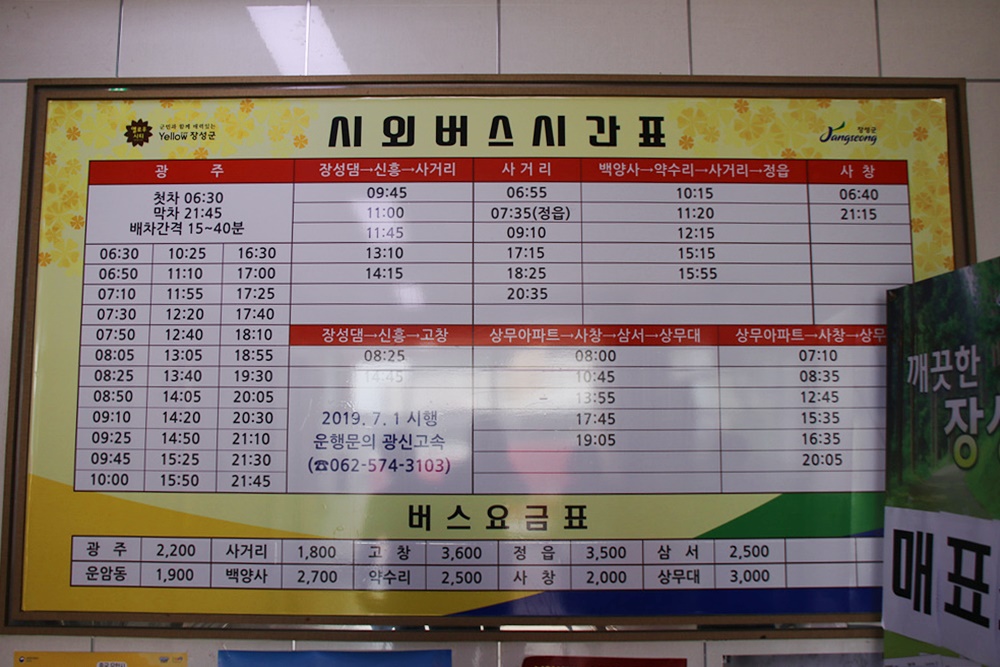 군민과 함께 매력있는
Yellow 장성군
시외버스시간표
장성군
Jangseong
광 주 장성댐→신흥→사거리 사 거 리 백양사→약수리→사거리→정읍 사 창
첫차 06:30
막차 21:45
배차간격 15~40분
09:45 06:55 10:15 06:40
11:00 07:35(정읍) 11:20 21:15
11:45 09:10 12:15
06:30 10:25 16:30 13:10 17:15 15:15
06:50 11:10 17:00 14:15 18:25 15:55
07:10 11:55 17:25 20:35
07:30 12:20 17:40
07:50 12:40 18:10 장성댐→신흥→고창 상무아파트→사창→삼서→상무대 상무아파트→사창→상무
08:05 13:05 18:55 08:25 08:00 07:10
08:25 13:40 19:30 14:45 10:45 08:35
08:50 14:05 20:05 13:55 12:45
09:10 14:20 20:30 2019. 7. 1 시행 17:45 15:35
09:25 14:50 21:10 운행문의 광신고속 19:05 16:35
09:45 15:25 21:30 (☎062-574-3103) 20:05
10:00 15:50 21:45
버스요금표
광 주 2,200 사거리 1,800 고 창 3,600 정 읍 3,500 삼 서 2,500
운암동 1,900 백양사 2,700 약수리 2,500 사 창 2,000 상무대 3,000
깨끗한
장
매표